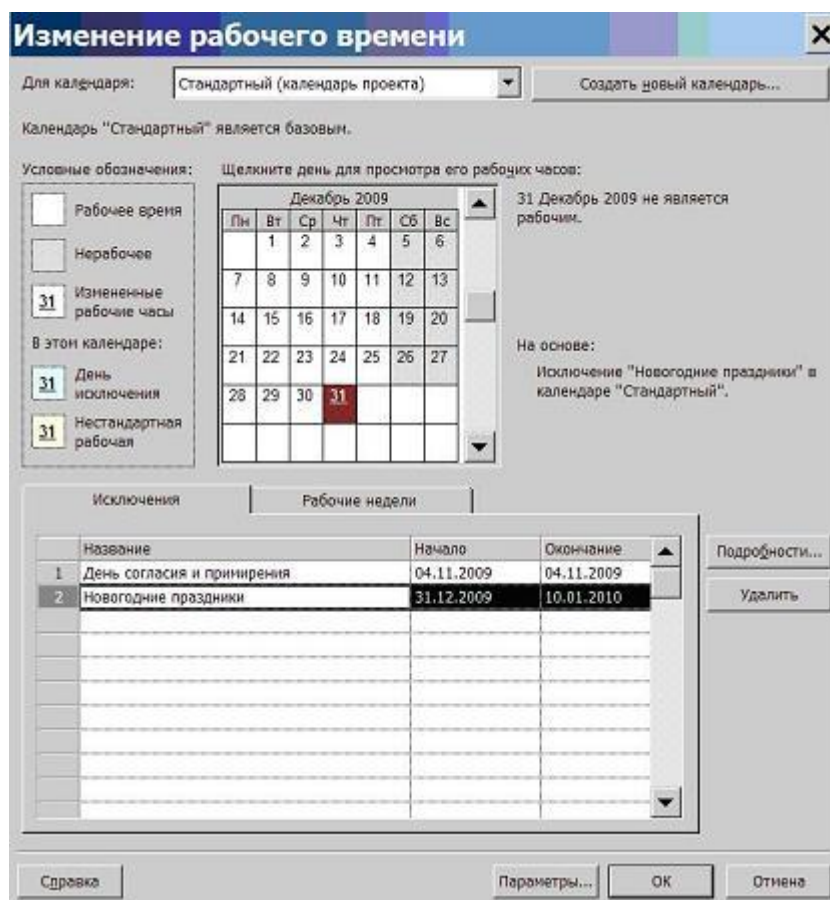 Изменение рабочего времени
Для календаря: Стандартный (календарь проекта) Создать новый календарь...
Календарь "Стандартный" является базовым.
Условные обозначения:
Рабочее время
Нерабочее
31 Измененные
рабочие часы
В этом календаре:
31 День
исключения
31 Нестандартная
рабочая
Щелкните день для просмотра его рабочих часов:
Декабрь 2009
Пн Вт Ср Чт Пт Сб Вс
1 2 3 4 5 6
7 8 9 10 11 12 13
14 15 16 17 18 19 20
21 22 23 24 25 26 27
28 29 30 31
31 Декабрь 2009 не является
рабочим.
На основе:
Исключение "Новогодние праздники" в
календаре "Стандартный".
Исключения Рабочие недели
Название Начало Окончание
1 День согласия и примирения 04.11.2009 04.11.2009
2 Новогодние праздники 31.12.2009 10.01.2010
Подробности...
Удалить
Справка Параметры... ОК Отмена